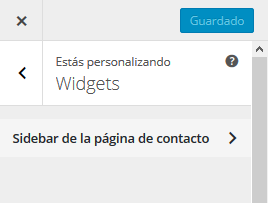 Guardado
Estás personalizando
Widgets
Sidebar de la página de contacto